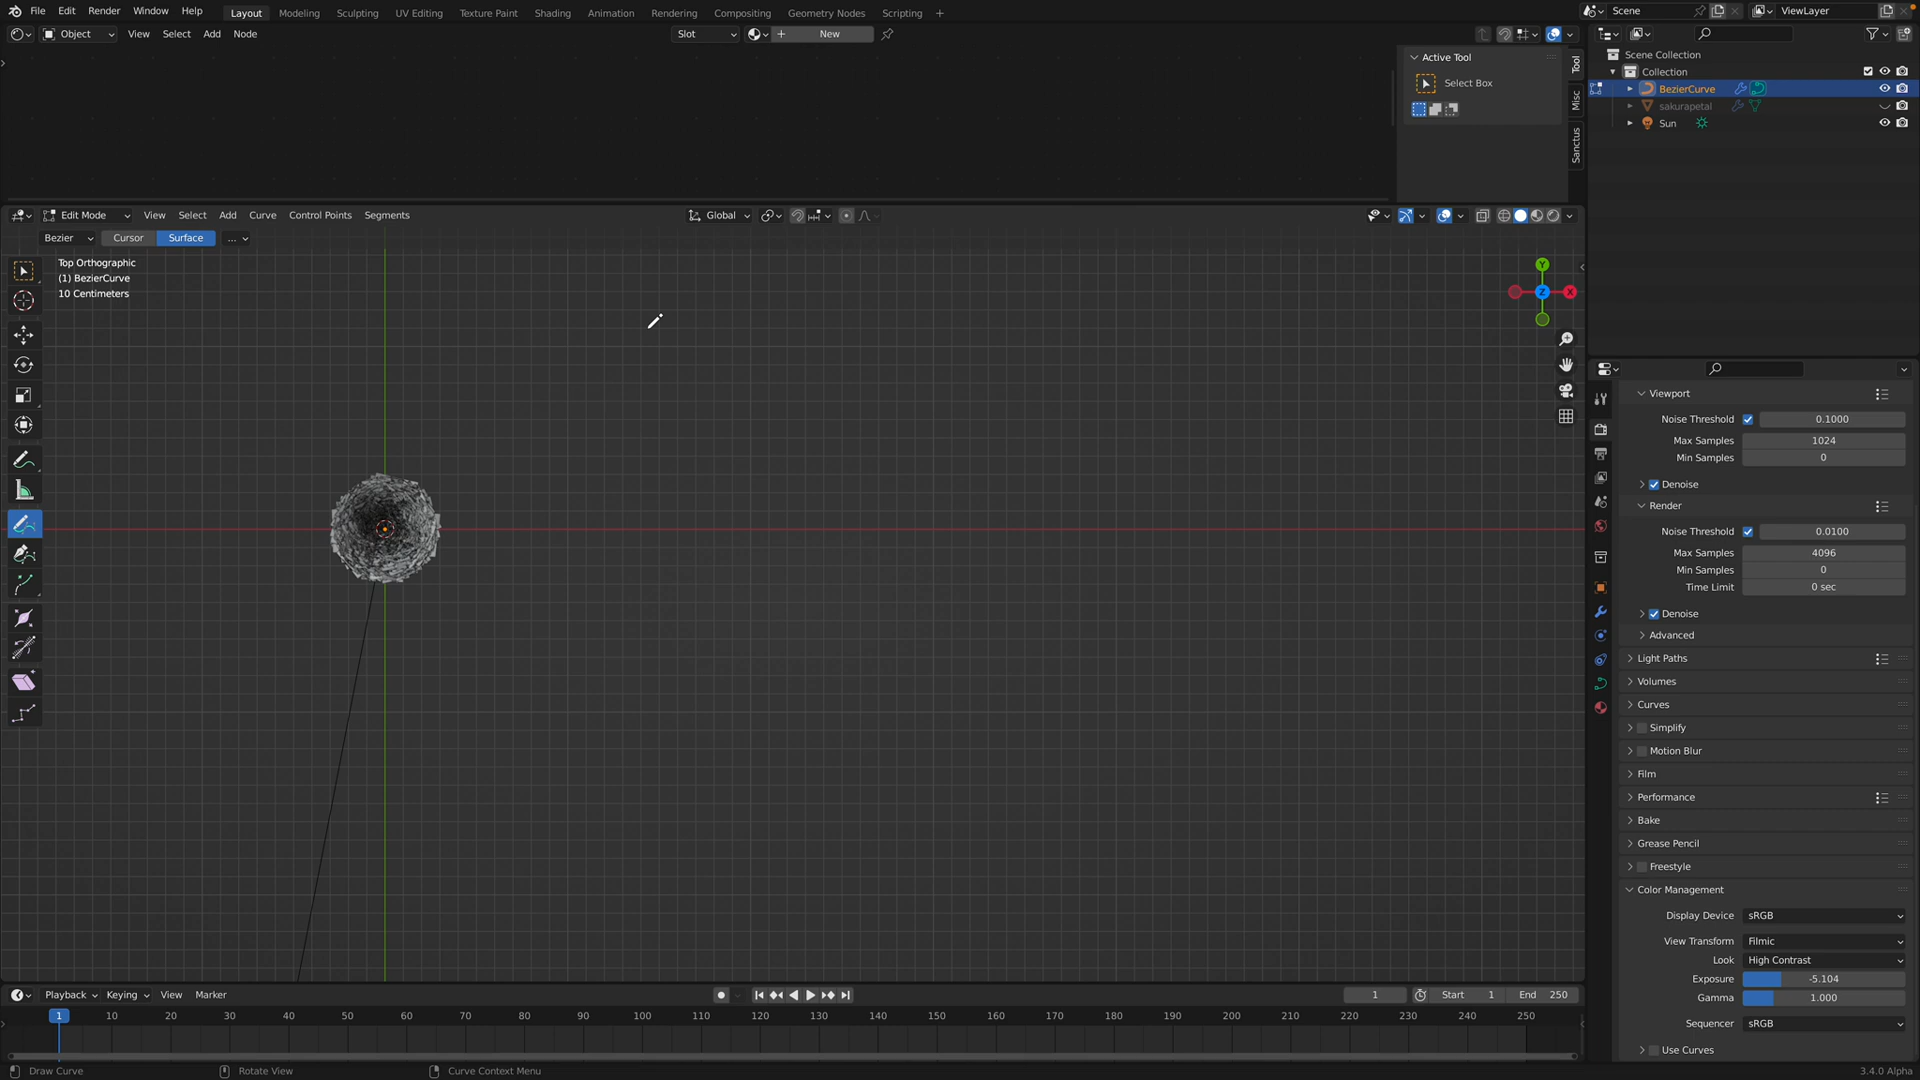 File Edit Render Window Help Layout Modeling Sculpting UV Editing Texture Paint Shading Animation Rendering Compositing Geometry Nodes Scripting + Scene ViewLayer
Object View Select Add Node Slot New
Scene Collection
Active Tool
Collection
Tool
Select Box
BezierCurve
Misc
sakurapetal
Sun
Sanctus
Edit Mode View Select Add Curve Control Points Segments Global
Bezier Cursor Surface ...
Top Orthographic
(1) BezierCurve
10 Centimeters
Y
Z
X
Viewport
Noise Threshold 0.1000
Max Samples 1024
Min Samples 0
Denoise
Render
Noise Threshold 0.0100
Max Samples 4096
Min Samples 0
Time Limit 0 sec
Denoise
Advanced
Light Paths
Volumes
Curves
Simplify
Motion Blur
Film
Performance
Bake
Grease Pencil
Freestyle
Color Management
Display Device sRGB
View Transform Filmic
Look High Contrast
Exposure -5.104
Gamma 1.000
Sequencer sRGB
Use Curves
Playback Keying View Marker 1 Start 1 End 250
1 10 20 30 40 50 60 70 80 90 100 110 120 130 140 150 160 170 180 190 200 210 220 230 240 250
Draw Curve Rotate View Curve Context Menu 3.4.0 Alpha